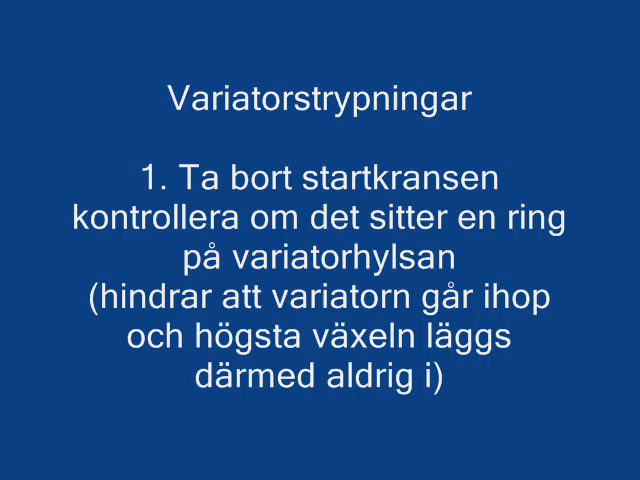 Variatorstrypningar
1. Ta bort startkransen
kontrollera om det sitter en ring
på variatorhylsan
(hindrar att variatorn går ihop
och högsta växeln läggs
därmed aldrig i)